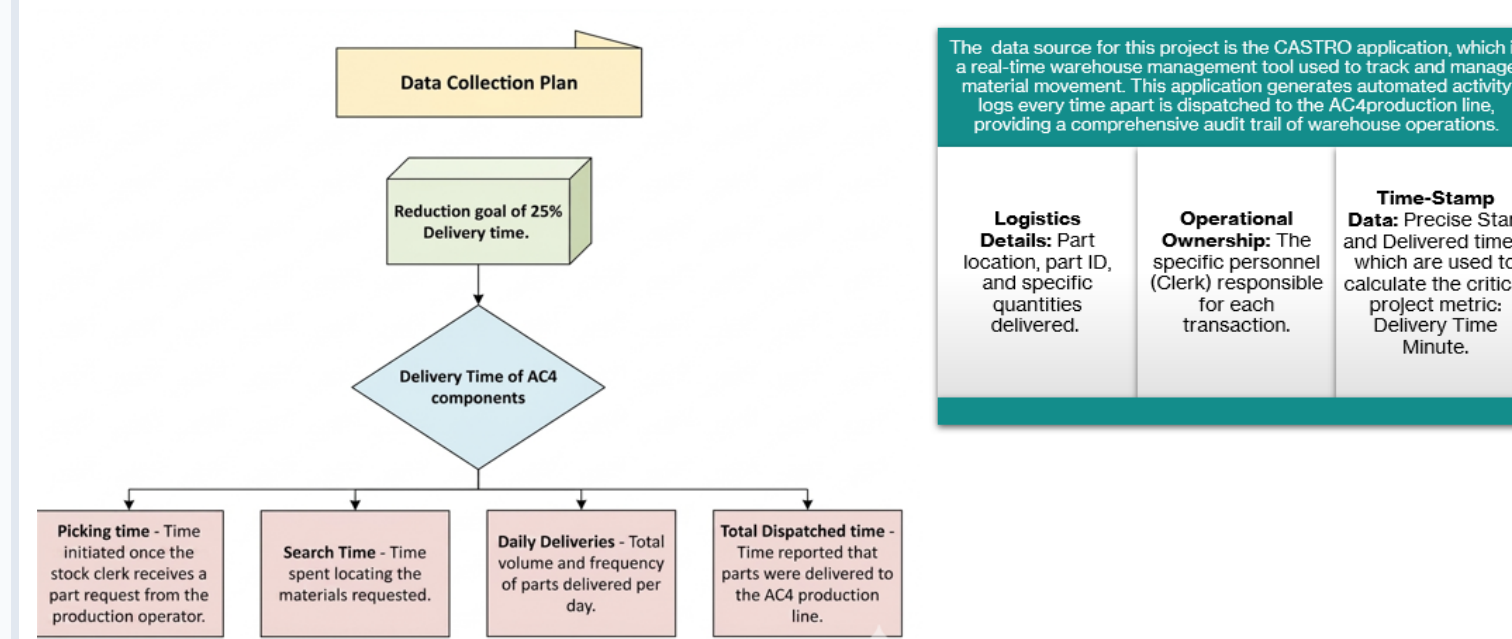 Data Collection Plan
Reduction goal of 25%
Delivery time.
Delivery Time of AC4
components
Picking time - Time
initiated once the
stock clerk receives a
part request from the
production operator.
Search Time - Time
spent locating the
materials requested.
Daily Deliveries - Total
volume and frequency
of parts delivered per
day.
Total Dispatched time -
Time reported that
parts were delivered to
the AC4 production
line.
The data source for this project is the CASTRO application, which
a real-time warehouse management tool used to track and manage
material movement. This application generates automated activity
logs every time apart is dispatched to the AC4production line,
providing a comprehensive audit trail of warehouse operations.
Logistics
Details: Part
location, part ID,
and specific
quantities
delivered.
Operational
Ownership: The
specific personnel
(Clerk) responsible
for each
transaction.
Time-Stamp
Data: Precise
and Delivered
which are used
calculate the
project metric:
Delivery Time
Minute.